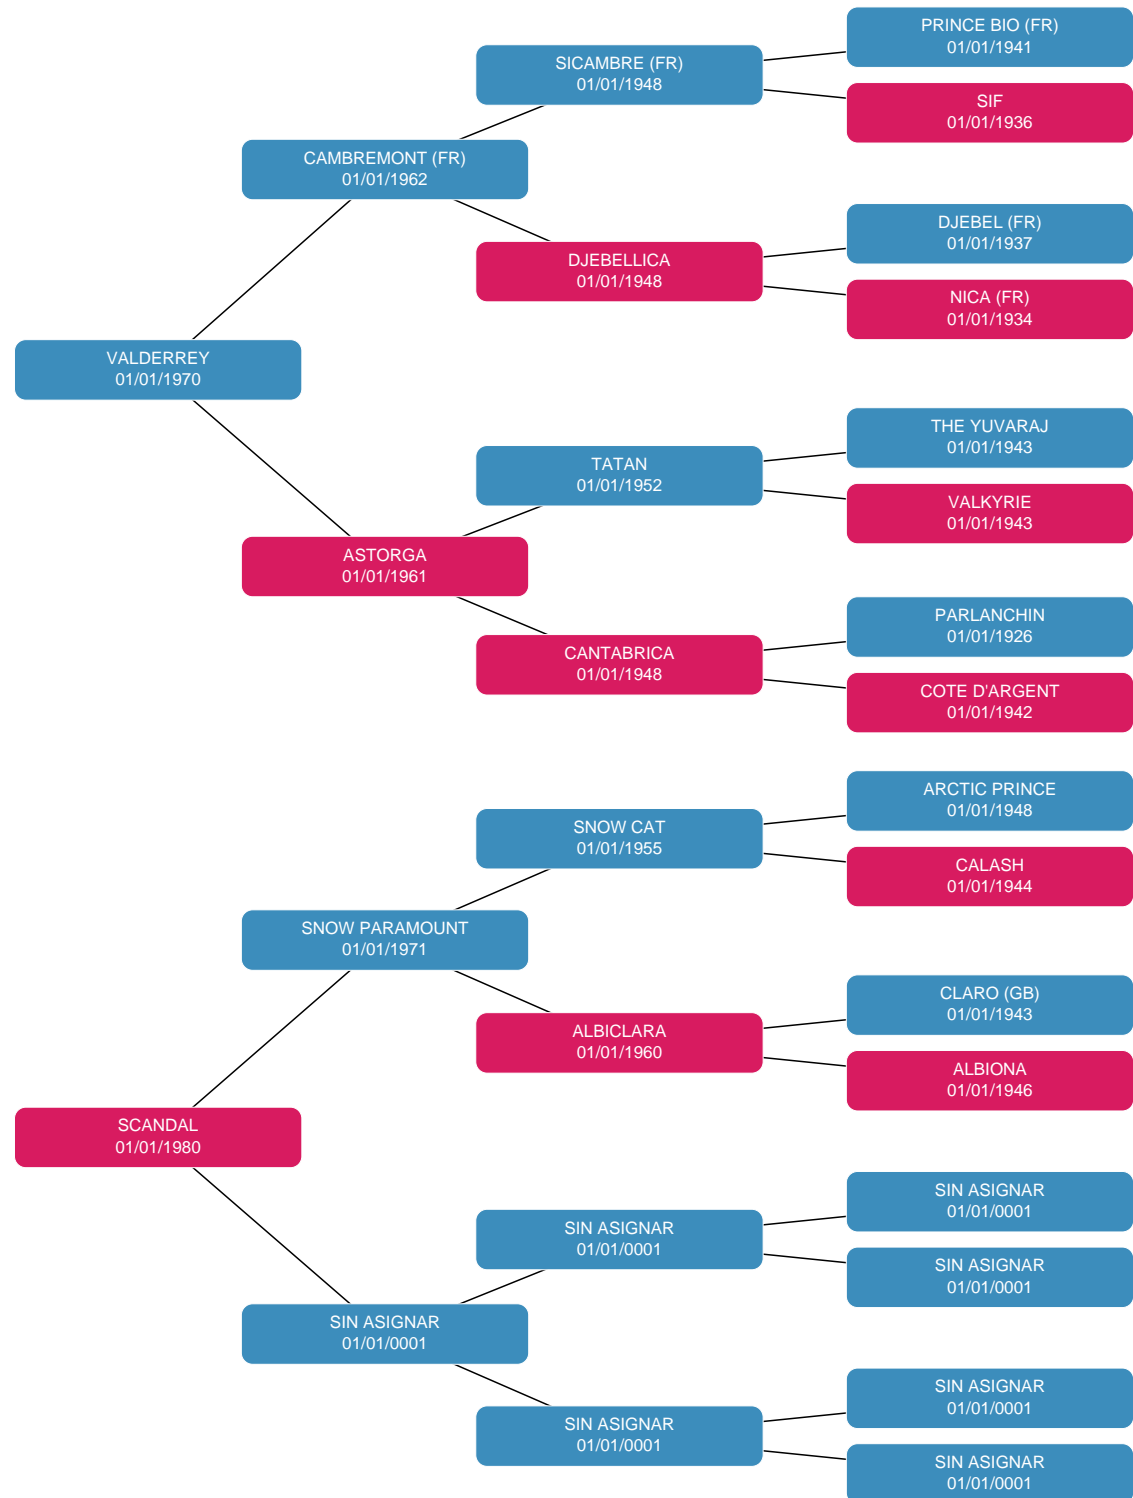 PRINCE BIO (FR)
01/01/1941
SICAMBRE (FR)
01/01/1948
SIF
01/01/1936
CAMBREMONT (FR)
01/01/1962
DJEBEL (FR)
01/01/1937
DJEBELLICA
01/01/1948
NICA (FR)
01/01/1934
VALDERREY
01/01/1970
THE YUVARAJ
01/01/1943
TATAN
01/01/1952
VALKYRIE
01/01/1943
ASTORGA
01/01/1961
PARLANCHIN
01/01/1926
CANTABRICA
01/01/1948
COTE D'ARGENT
01/01/1942
ARCTIC PRINCE
01/01/1948
SNOW CAT
01/01/1955
CALASH
01/01/1944
SNOW PARAMOUNT
01/01/1971
CLARO (GB)
01/01/1943
ALBICLARA
01/01/1960
ALBIONA
01/01/1946
SCANDAL
01/01/1980
SIN ASIGNAR
01/01/0001
SIN ASIGNAR
01/01/0001
SIN ASIGNAR
01/01/0001
SIN ASIGNAR
01/01/0001
SIN ASIGNAR
01/01/0001
SIN ASIGNAR
01/01/0001
SIN ASIGNAR
01/01/0001